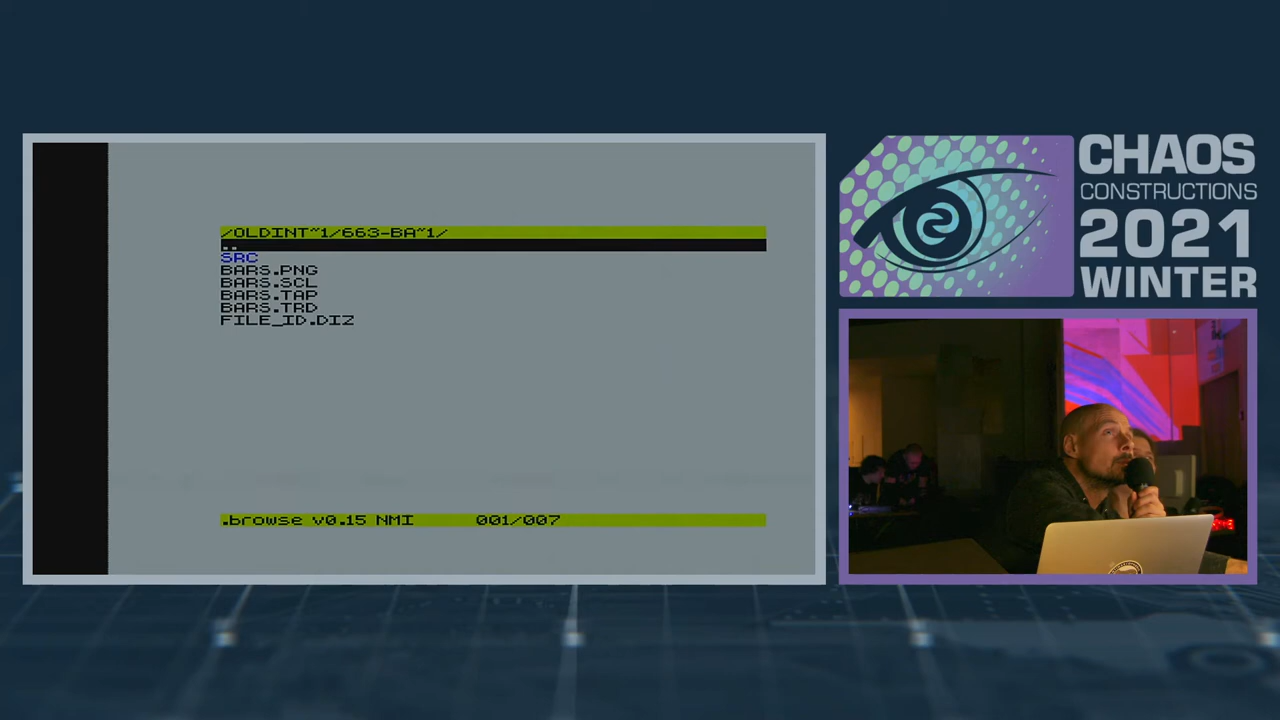 /OLDINT~1/663-BA~1/
..
SRC
BARS.PNG
BARS.SCL
BARS.TAP
BARS.TRD
FILE_ID.DIZ
.browse v0.15 NMI 001/007
CHAOS
CONSTRUCTIONS
2021
WINTER